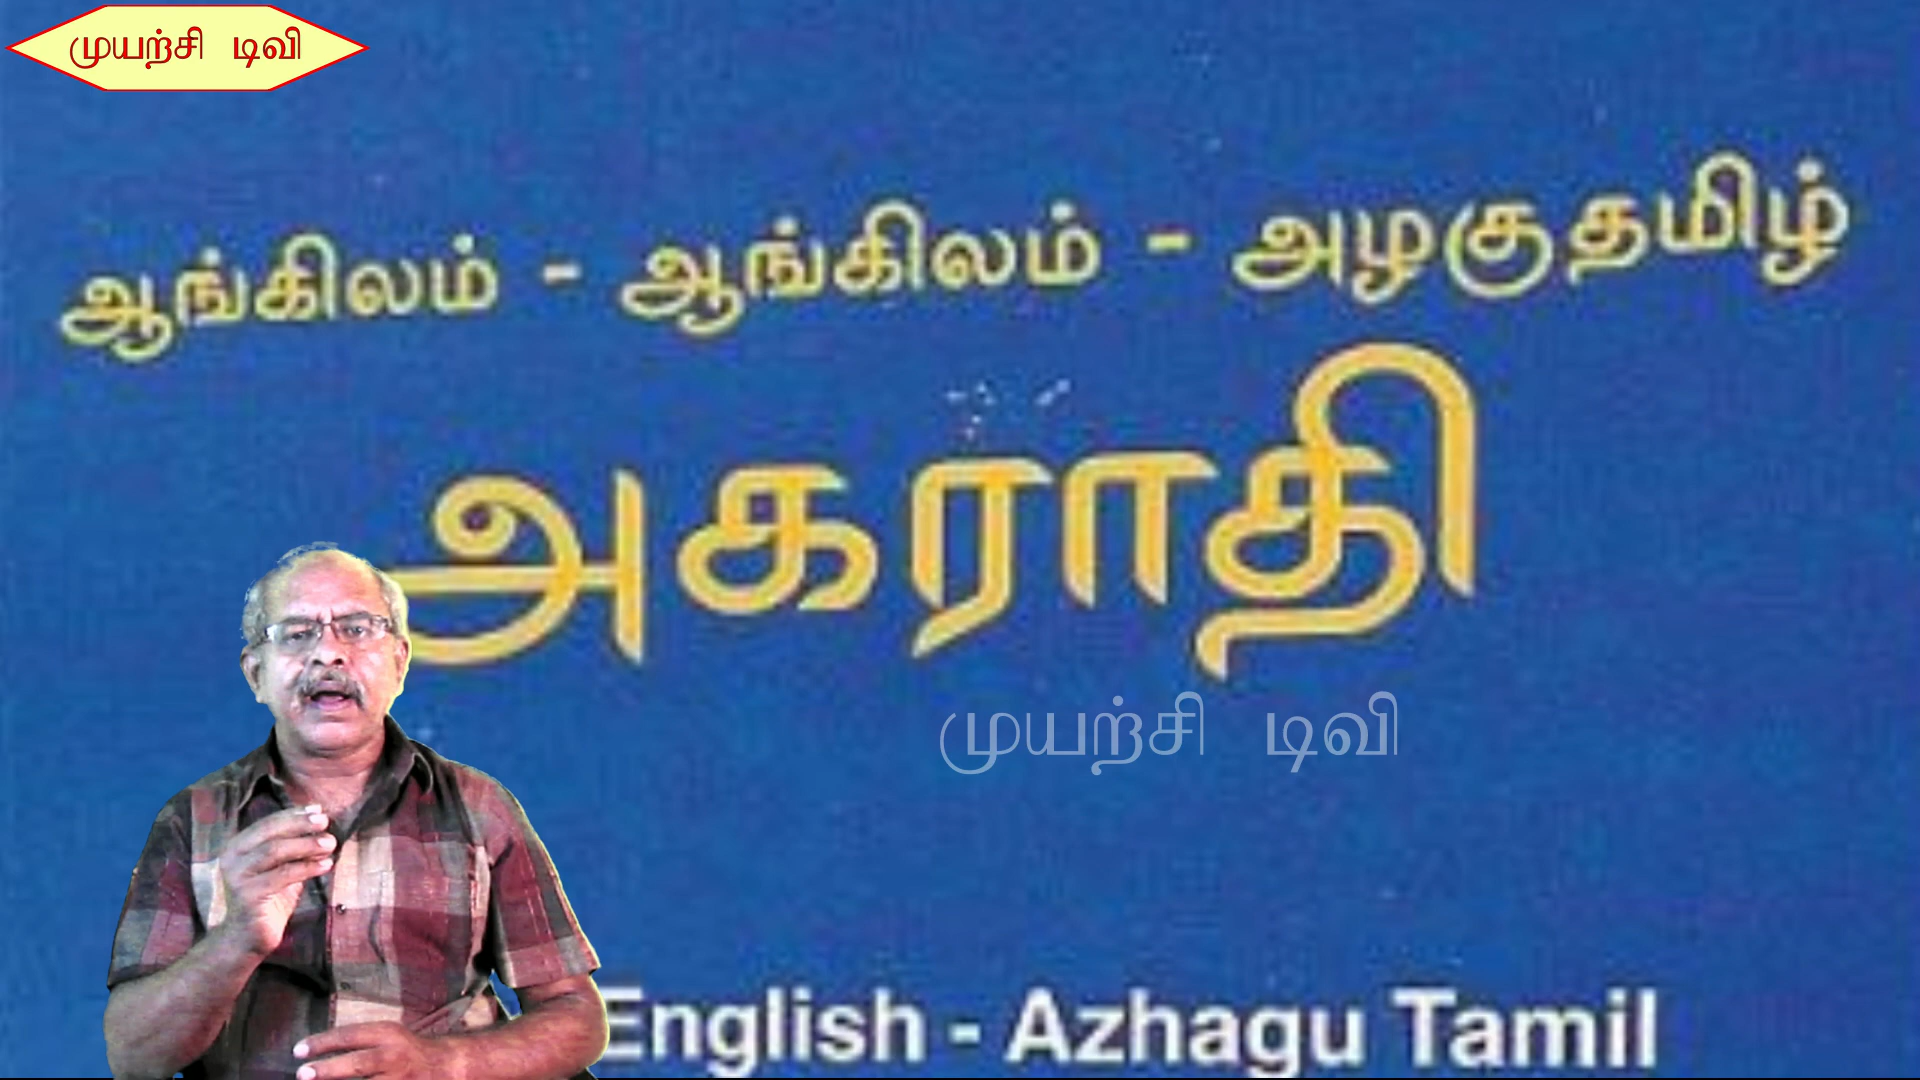 முயற்சி டிவி
ஆங்கிலம் - ஆங்கிலம் - அழகுதமிழ்
அகராதி
முயற்சி டிவி
English - Azhagu Tamil